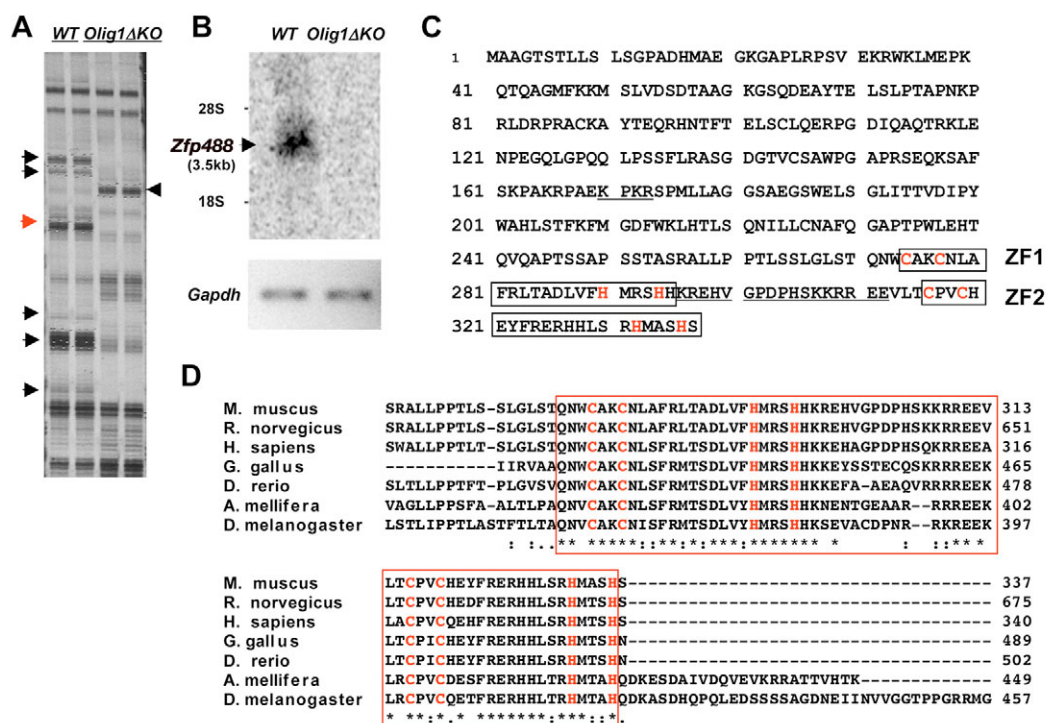 A
WT Olig1ΔKO
B
WT Olig1ΔKO
28S
Zfp488
(3.5kb)
18S
Gapdh
C
1 MAAGTSTLLS LSGPADHMAE GKGAPLRPSV EKRWKLMEPK
41 QTQAGMFKKM SLVDSDTAAG KGSQDEAYTE LSLPTAPNKP
81 RLDRPRACKA YTEQRHNTFT ELSCLQERPG DIQAQTRKLE
121 NPEGQLGPQQ LPSSFLRASG DGTVCSAWPG APRSEQKSAF
161 SKPAKRPAEK KPKRSPMLLAG GSAEGSWELS GLITTVDIPY
201 WAHLSTFKFM GDFWKLHTLS QNILLCNAFQ GAPTPWLEHT
241 QVQAPTSSAP SSTASRALLP PTLSSLGLST QNWCAKCNLA ZF1
281 FRLTADLVFH MRSHHKREHV GPDPHSKKRR EEVLTCPVCH ZF2
321 EYFRERHHLS RHMASHS
D
M. muscus SRALLPPTLS-SLGLSTQNWCAKCNLAFRLTADLVFHMRSHHKREHVGPDPHSKKRREEV 313
R. norvegicus SRALLPPTLS-SLGLSTQNWCAKCNLAFRLTADLVFHMRSHHKREHVGPDPHSKKRREEV 651
H. sapiens SWALLPPTLT-SLGLSTQNWCAKCNLSFRLTADLVFHMRSHHKREHAGPDPHSQKRREEA 316
G. gallus -----------IIRVAAQNWCAKCNLSFRMTSDLVFHMRSHHKKEYSSTECQSKRRREEK 465
D. rerio SLTLLPPTFT-PLGVSVQNWCAKCNLSFRMTSDLVFHMRSHHKKEFA-AEAQVRRRREEK 478
A. mellifera VAGLLPPSFA-ALTLPAQNVCAKCNLSFRMTSDLVYHMRSHHKNENTGEAAR--RRREEK 402
D. melanogaster LSTLIPPTLASTFTLTAQNVCAKCNISFRMTSDLVYHMRSHHKSEVACDPNR--RRREEK 397
: :.. ** *****::**:*:***:******* * : ::***
M. muscus LTCPVCHEYFRERHHLSRHMASHS------------------------------------ 337
R. norvegicus LTCPVCHEDFRERHHLSRHMTSHS------------------------------------ 675
H. sapiens LACPVCQEHFRERHHLSRHMTSHS------------------------------------ 340
G. gallus LTCPICHEYFRERHHLSRHMTSHN------------------------------------ 489
D. rerio LTCPICHEYFRERHHLSRHMTSHN------------------------------------ 502
A. mellifera LRCPVCDESFRERHHLTRHMTAHQDKESDAIVDQVEVKRRATTVHTK------------- 449
D. melanogaster LRCPVCQETFRERHHLTRHMTAHQDKASDHQPQLEDSSSSSAGDNEIINVVGGTPPGRRMG 457
* **:*.* *******:***::*.